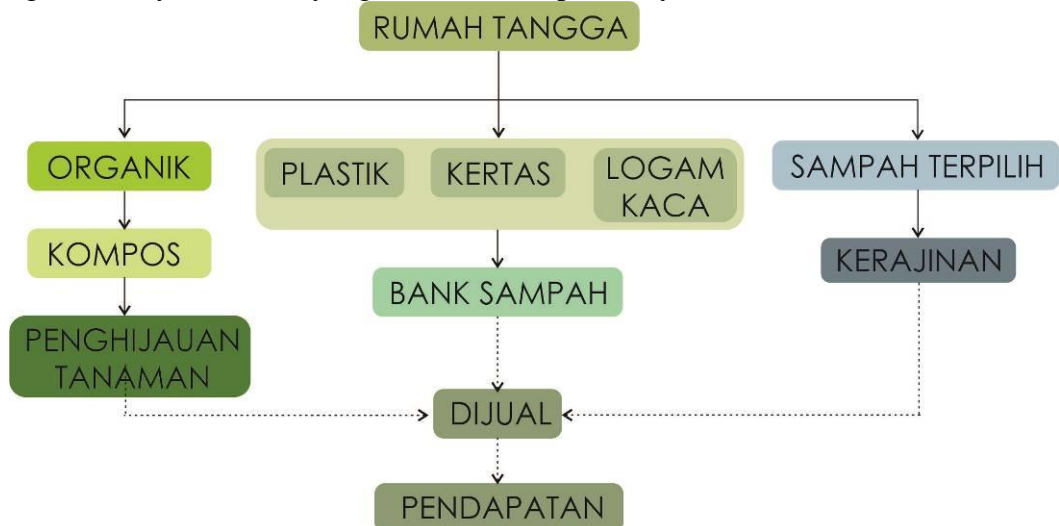 RUMAH TANGGA
ORGANIK
PLASTIK
KERTAS
LOGAM
KACA
SAMPAH TERPILIH
KOMPOS
BANK SAMPAH
KERAJINAN
PENGHIJAUAN
TANAMAN
DIJUAL
PENDAPATAN